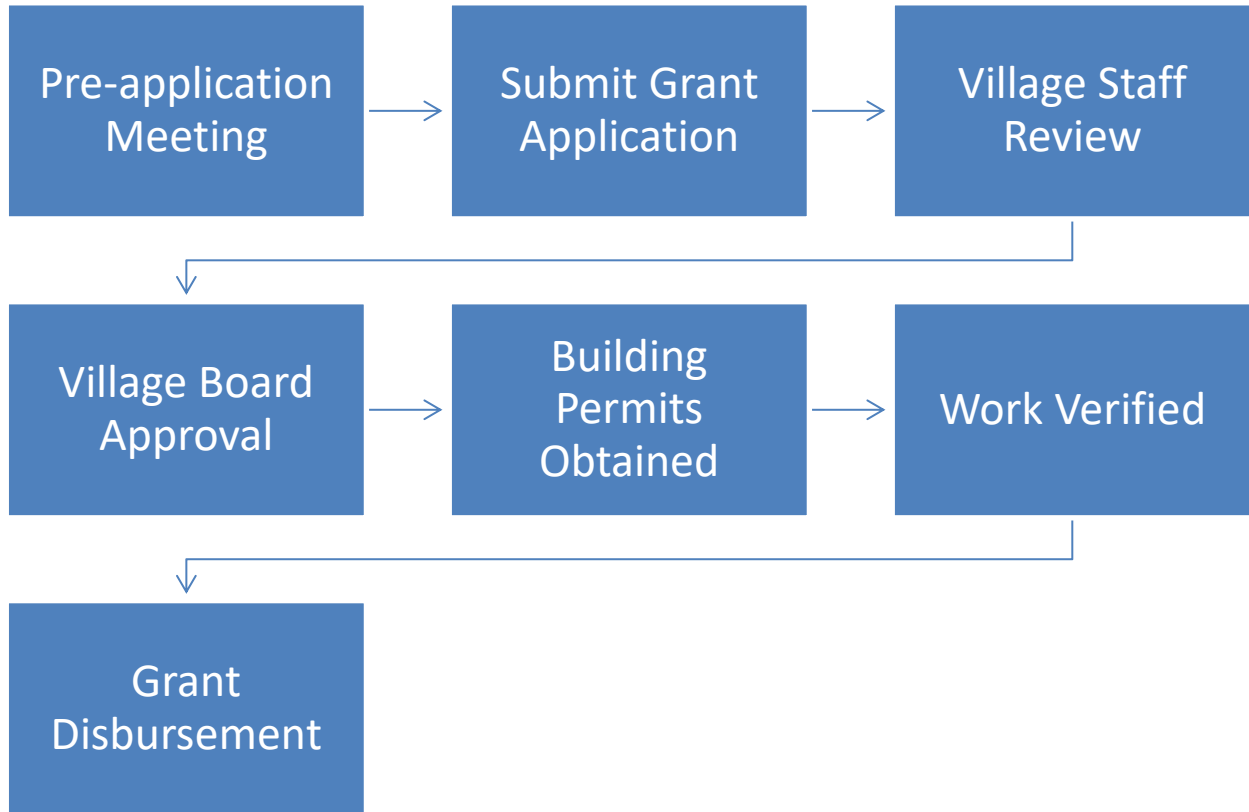 Pre-application
Meeting
Submit Grant
Application
Village Staff
Review
Village Board
Approval
Building
Permits
Obtained
Work Verified
Grant
Disbursement